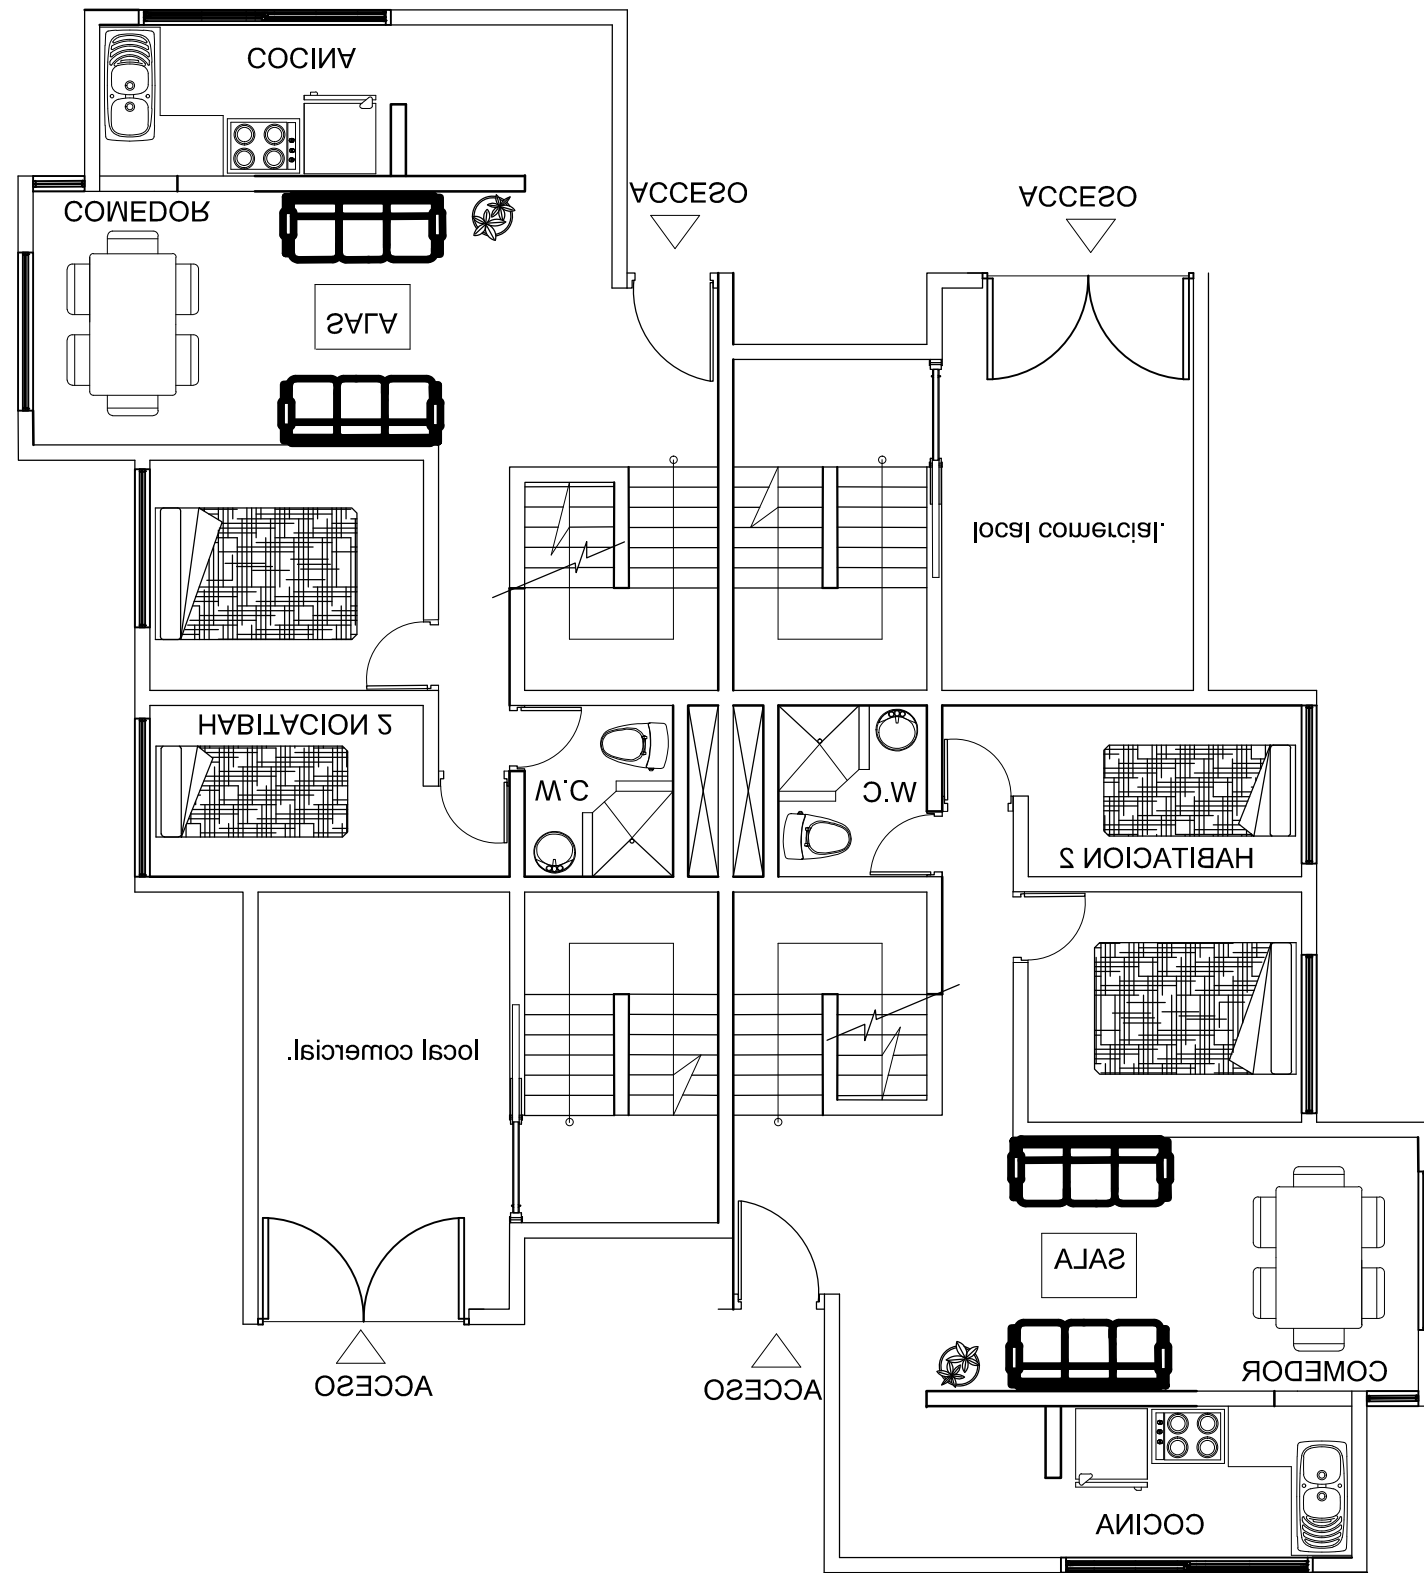 COCINA
ACCESO
ACCESO
COMEDOR
SALA
local comercial.
HABITACION 2
W.C
W.C
HABITACION 2
local comercial.
SALA
COMEDOR
ACCESO
ACCESO
COCINA